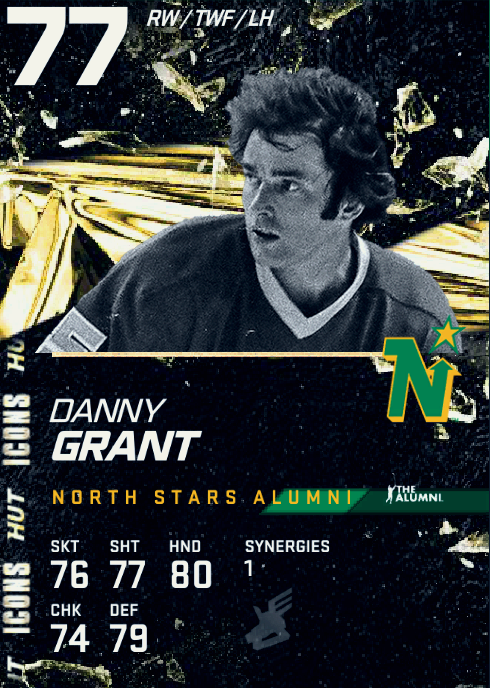 77
RW / TWF / LH
DANNY
GRANT
N
NORTH STARS ALUMNI
THE
ALUMNI
SKT SHT HND SYNERGIES
76 77 80 1
CHK DEF
74 79
HUT ICONS HUT ICONS HUT